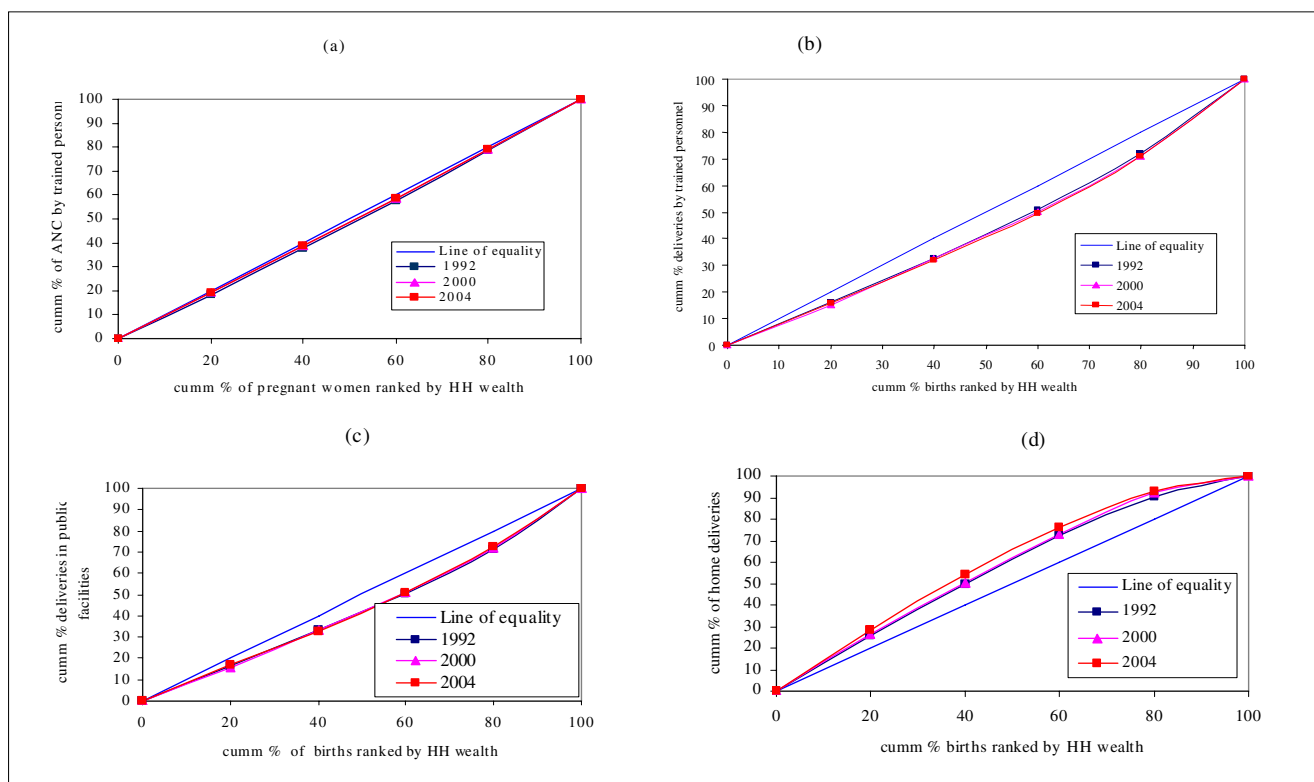 (a)
cumm % of ANC by trained person
100
90
80
70
60
50
40
30
20
10
0
0 20 40 60 80 100
Line of equality
1992
2000
2004
cumm % of pregnant women ranked by HH wealth
(b)
cumm % deliveries by trained personnel
100
90
80
70
60
50
40
30
20
10
0
0 10 20 30 40 50 60 70 80 90 100
Line of equality
1992
2000
2004
cumm % births ranked by HH wealth
(c)
cumm % deliveries in public
facilities
100
90
80
70
60
50
40
30
20
10
0
0 20 40 60 80 100
Line of equality
1992
2000
2004
cumm % of births ranked by HH wealth
(d)
cumm % of home deliveries
100
90
80
70
60
50
40
30
20
10
0
0 20 40 60 80 100
Line of equality
1992
2000
2004
cumm % births ranked by HH wealth